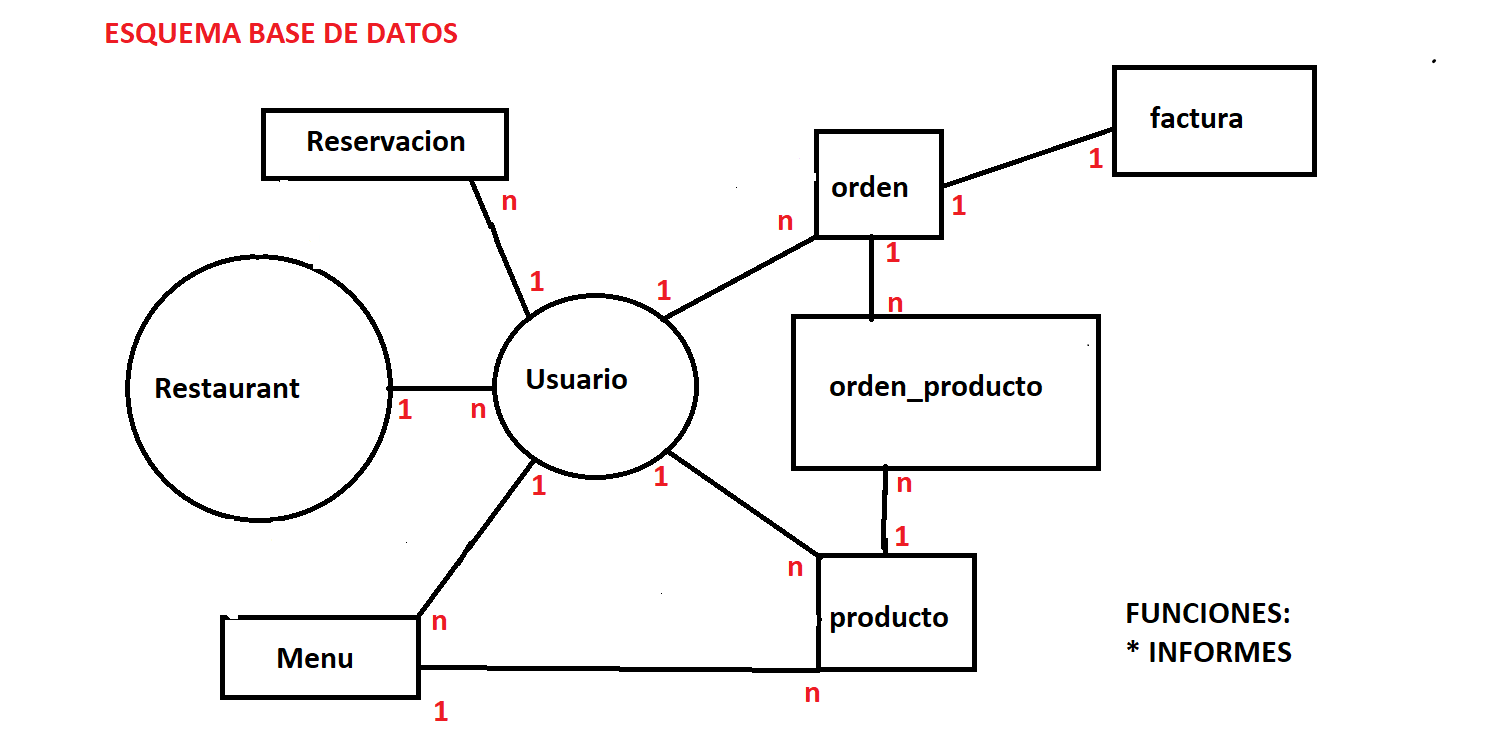 ESQUEMA BASE DE DATOS
factura
Reservacion
orden
1
1
n
n
1
1
1
n
Restaurant
Usuario
orden_producto
1
n
1
1
n
1
n
producto
FUNCIONES:
n
Menu
* INFORMES
n
1